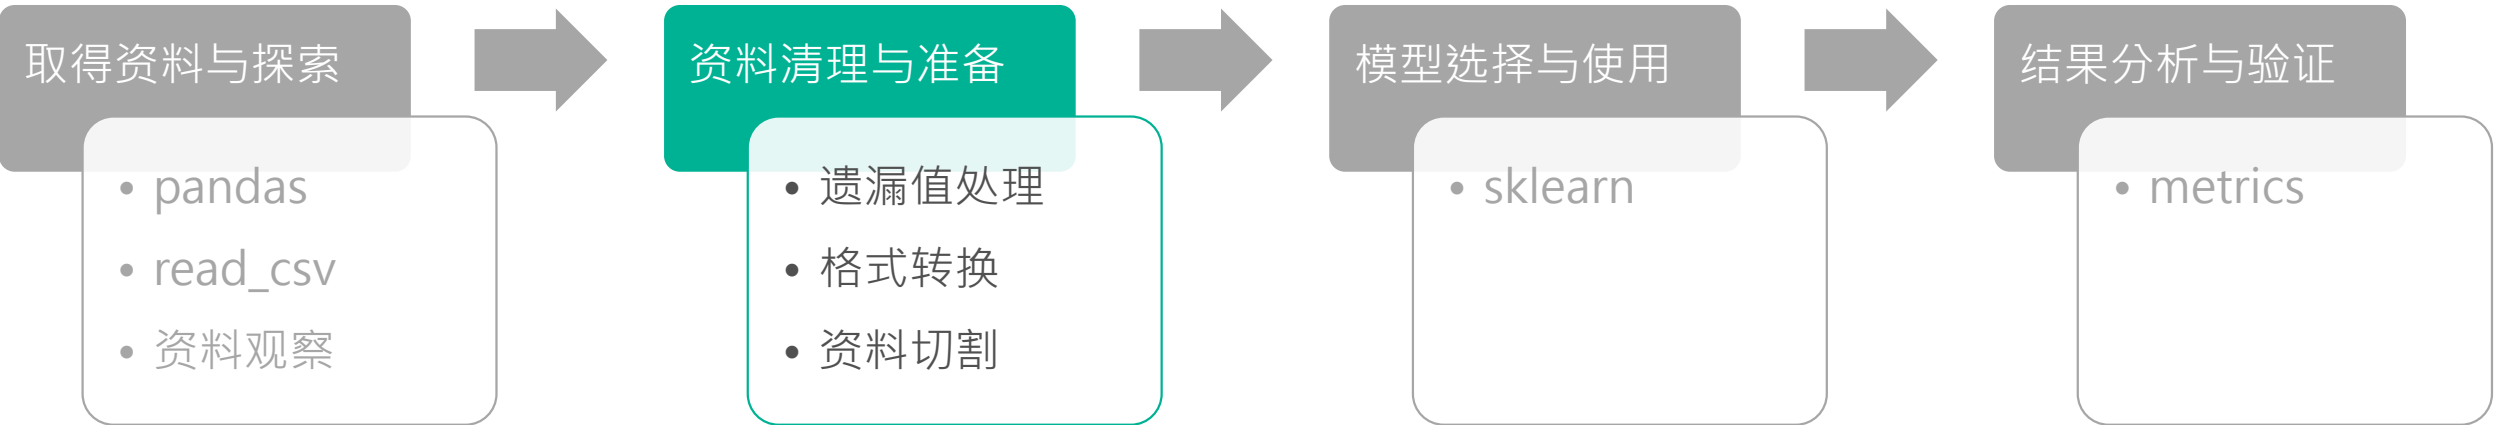 取得资料与探索
• pandas
• read_csv
• 资料观察
资料清理与准备
• 遗漏值处理
• 格式转换
• 资料切割
模型选择与应用
• sklearn
结果分析与验证
• metrics